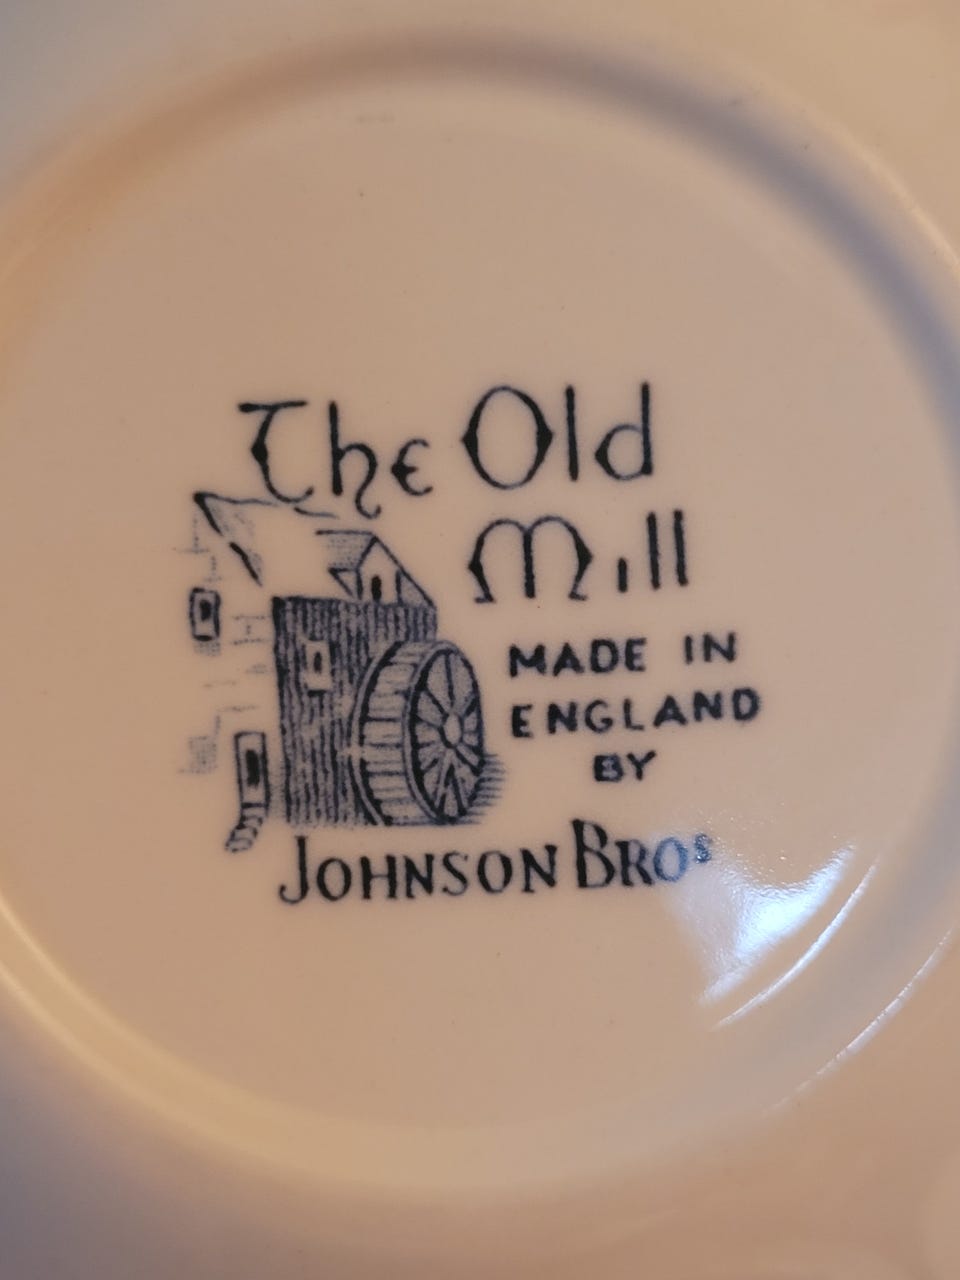 The Old
Mill
MADE IN
ENGLAND
BY
JOHNSON BROS